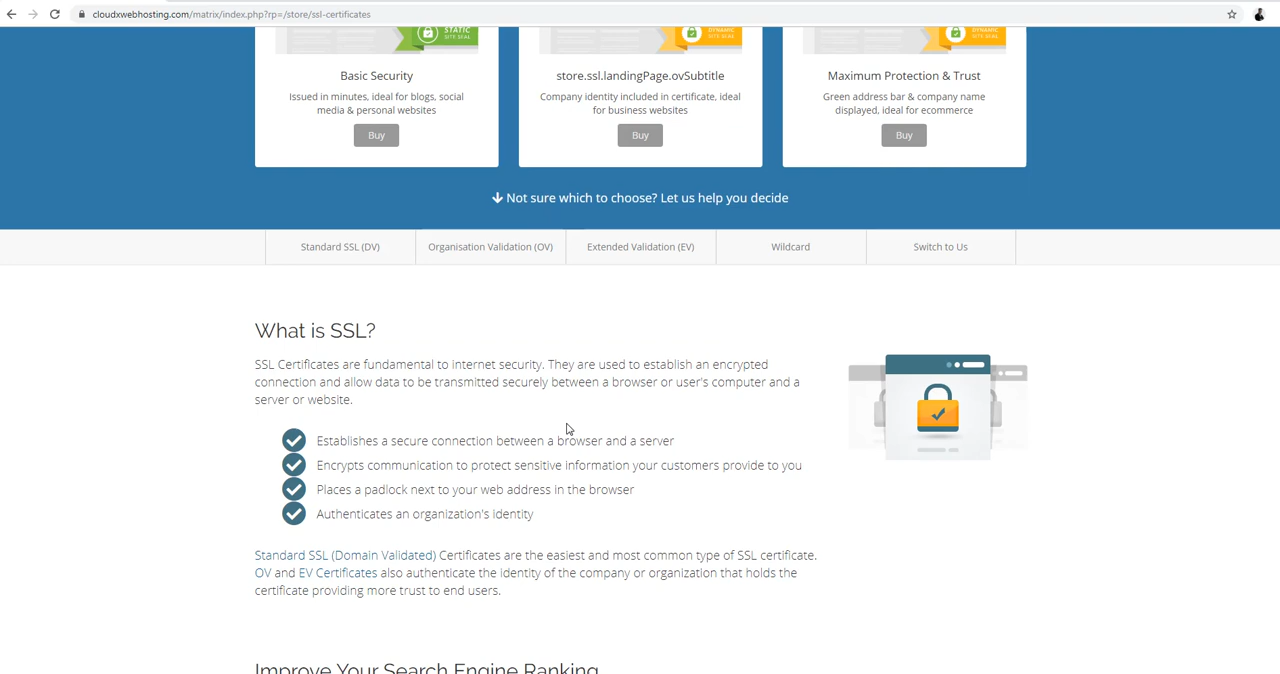 cloudxwebhosting.com/matrix/index.php?rp=/store/ssl-certificates
STATIC
SITE SEAL
DYNAMIC
SITE SEAL
DYNAMIC
SITE SEAL
Basic Security
store.ssl.landingPage.ovSubtitle
Maximum Protection & Trust
Issued in minutes, ideal for blogs, social
media & personal websites
Company identity included in certificate, ideal
for business websites
Green address bar & company name
displayed, ideal for ecommerce
Buy
Buy
Buy
Not sure which to choose? Let us help you decide
Standard SSL (DV)
Organisation Validation (OV)
Extended Validation (EV)
Wildcard
Switch to Us
What is SSL?
SSL Certificates are fundamental to internet security. They are used to establish an encrypted
connection and allow data to be transmitted securely between a browser or user's computer and a
server or website.
Establishes a secure connection between a browser and a server
Encrypts communication to protect sensitive information your customers provide to you
Places a padlock next to your web address in the browser
Authenticates an organization's identity
Standard SSL (Domain Validated) Certificates are the easiest and most common type of SSL certificate.
OV and EV Certificates also authenticate the identity of the company or organization that holds the
certificate providing more trust to end users.
Improve Your Search Engine Ranking